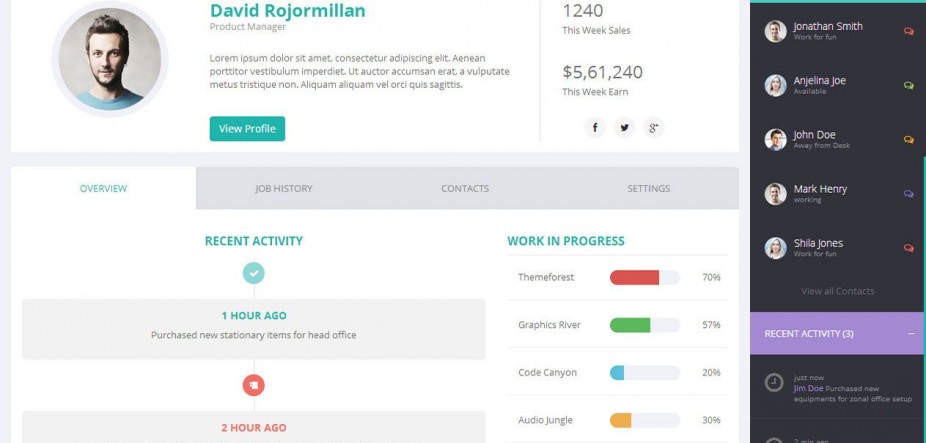 David Rojormillan
Product Manager
Lorem ipsum dolor sit amet, consectetur adipiscing elit. Aenean
porttitor vestibulum imperdiet. Ut auctor accumsan erat, a vulputate
metus tristique non. Aliquam aliquam vel orci quis sagittis.
View Profile
1240
This Week Sales
$5,61,240
This Week Earn
OVERVIEW
JOB HISTORY
CONTACTS
SETTINGS
RECENT ACTIVITY
1 HOUR AGO
Purchased new stationary items for head office
2 HOUR AGO
WORK IN PROGRESS
Themeforest 70%
Graphics River 57%
Code Canyon 20%
Audio Jungle 30%
Jonathan Smith
Work for fun
Anjelina Joe
Available
John Doe
Away from Desk
Mark Henry
working
Shila Jones
Work for fun
View all Contacts
RECENT ACTIVITY (3)
just now
Jim Doe Purchased new
equipments for zonal office setup